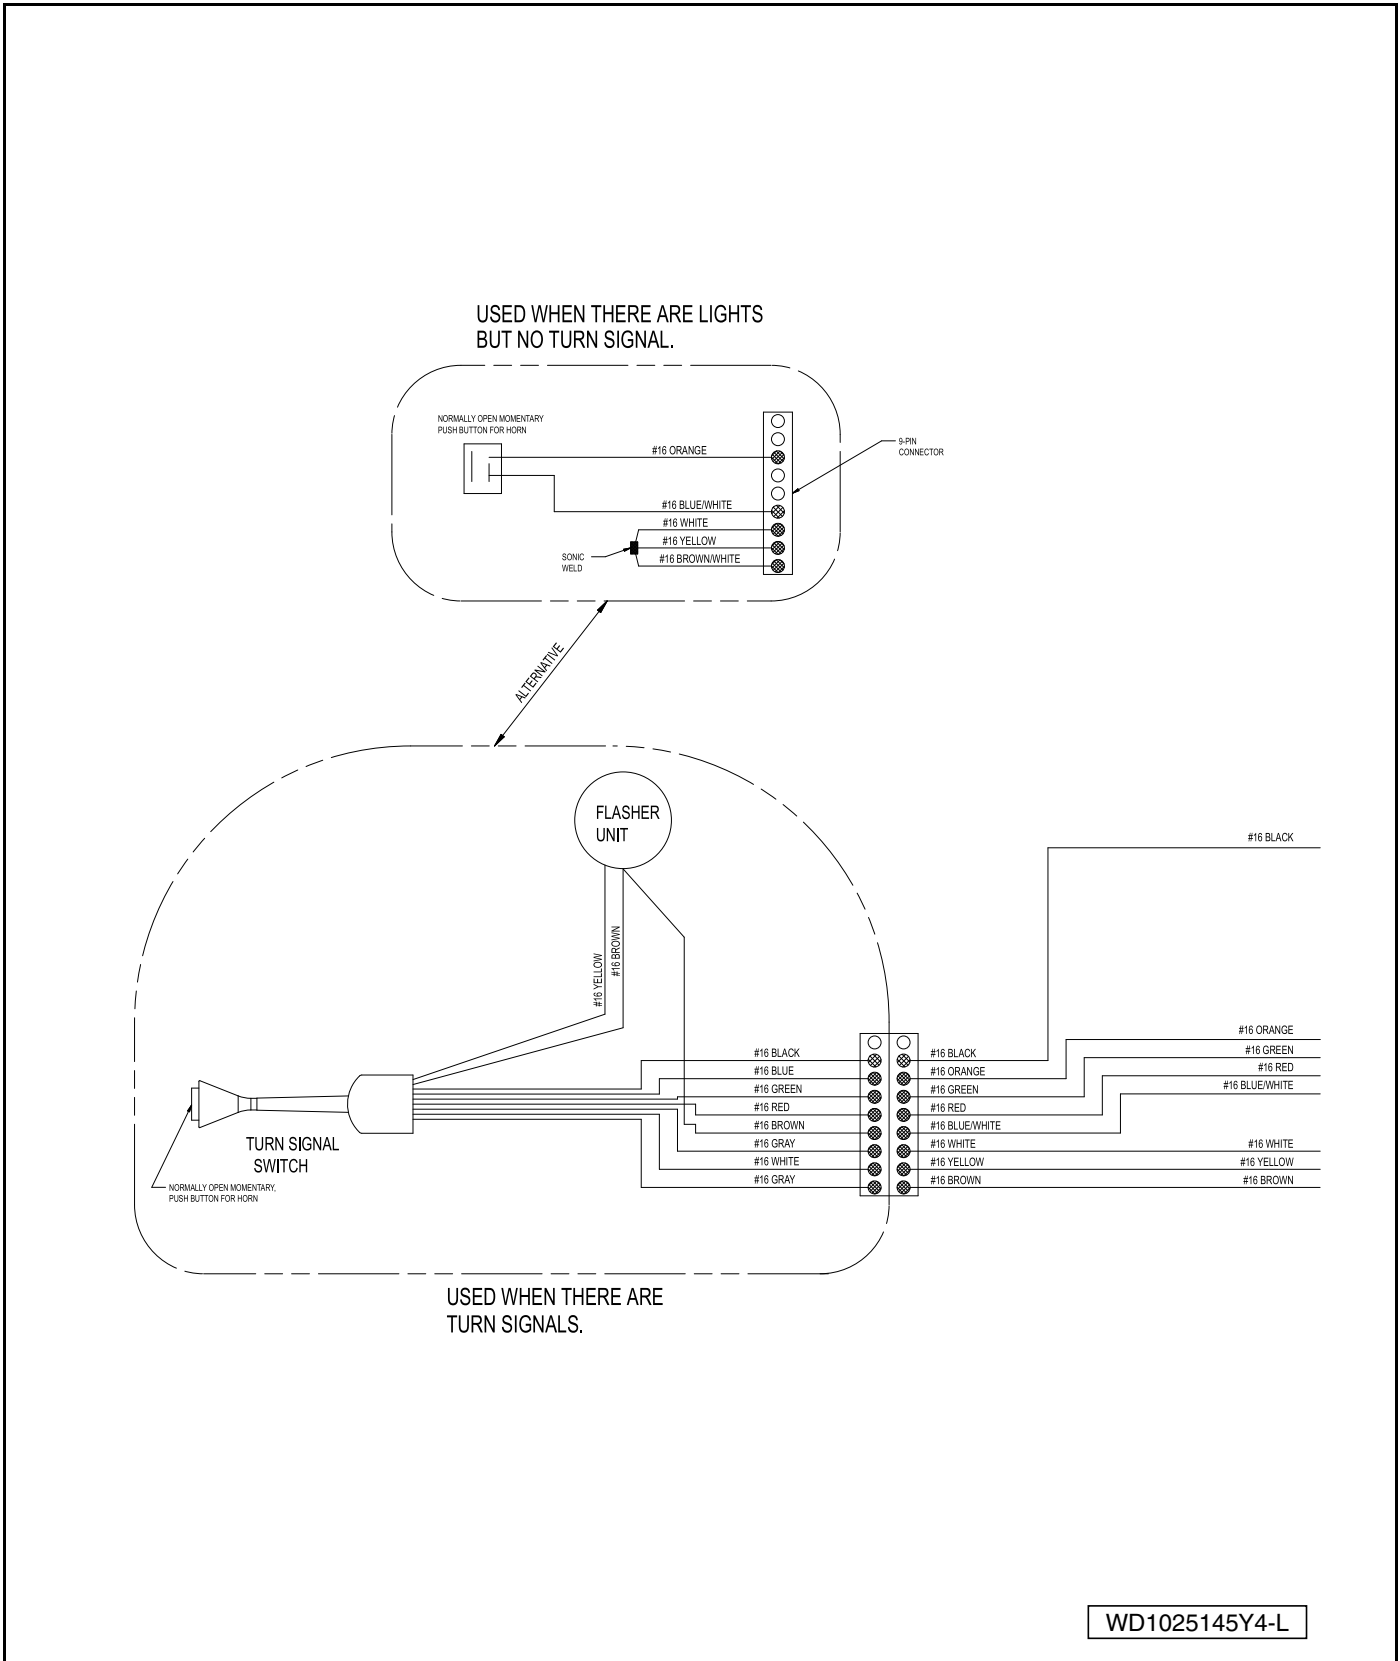 USED WHEN THERE ARE LIGHTS
BUT NO TURN SIGNAL.
NORMALLY OPEN MOMENTARY
PUSH BUTTON FOR HORN
#16 ORANGE
9-PIN
CONNECTOR
#16 BLUE/WHITE
#16 WHITE
#16 YELLOW
#16 BROWN/WHITE
SONIC
WELD
ALTERNATIVE
FLASHER
UNIT
#16 YELLOW
#16 BROWN
#16 BLACK
#16 ORANGE
#16 GREEN
#16 RED
#16 BLUE/WHITE
#16 WHITE
#16 YELLOW
#16 BROWN
#16 BLACK
#16 BLUE
#16 GREEN
#16 RED
#16 BROWN
#16 GRAY
#16 WHITE
#16 GRAY
#16 BLACK
#16 ORANGE
#16 GREEN
#16 RED
#16 BLUE/WHITE
#16 WHITE
#16 YELLOW
#16 BROWN
TURN SIGNAL
SWITCH
NORMALLY OPEN MOMENTARY,
PUSH BUTTON FOR HORN
USED WHEN THERE ARE
TURN SIGNALS.
WD1025145Y4-L